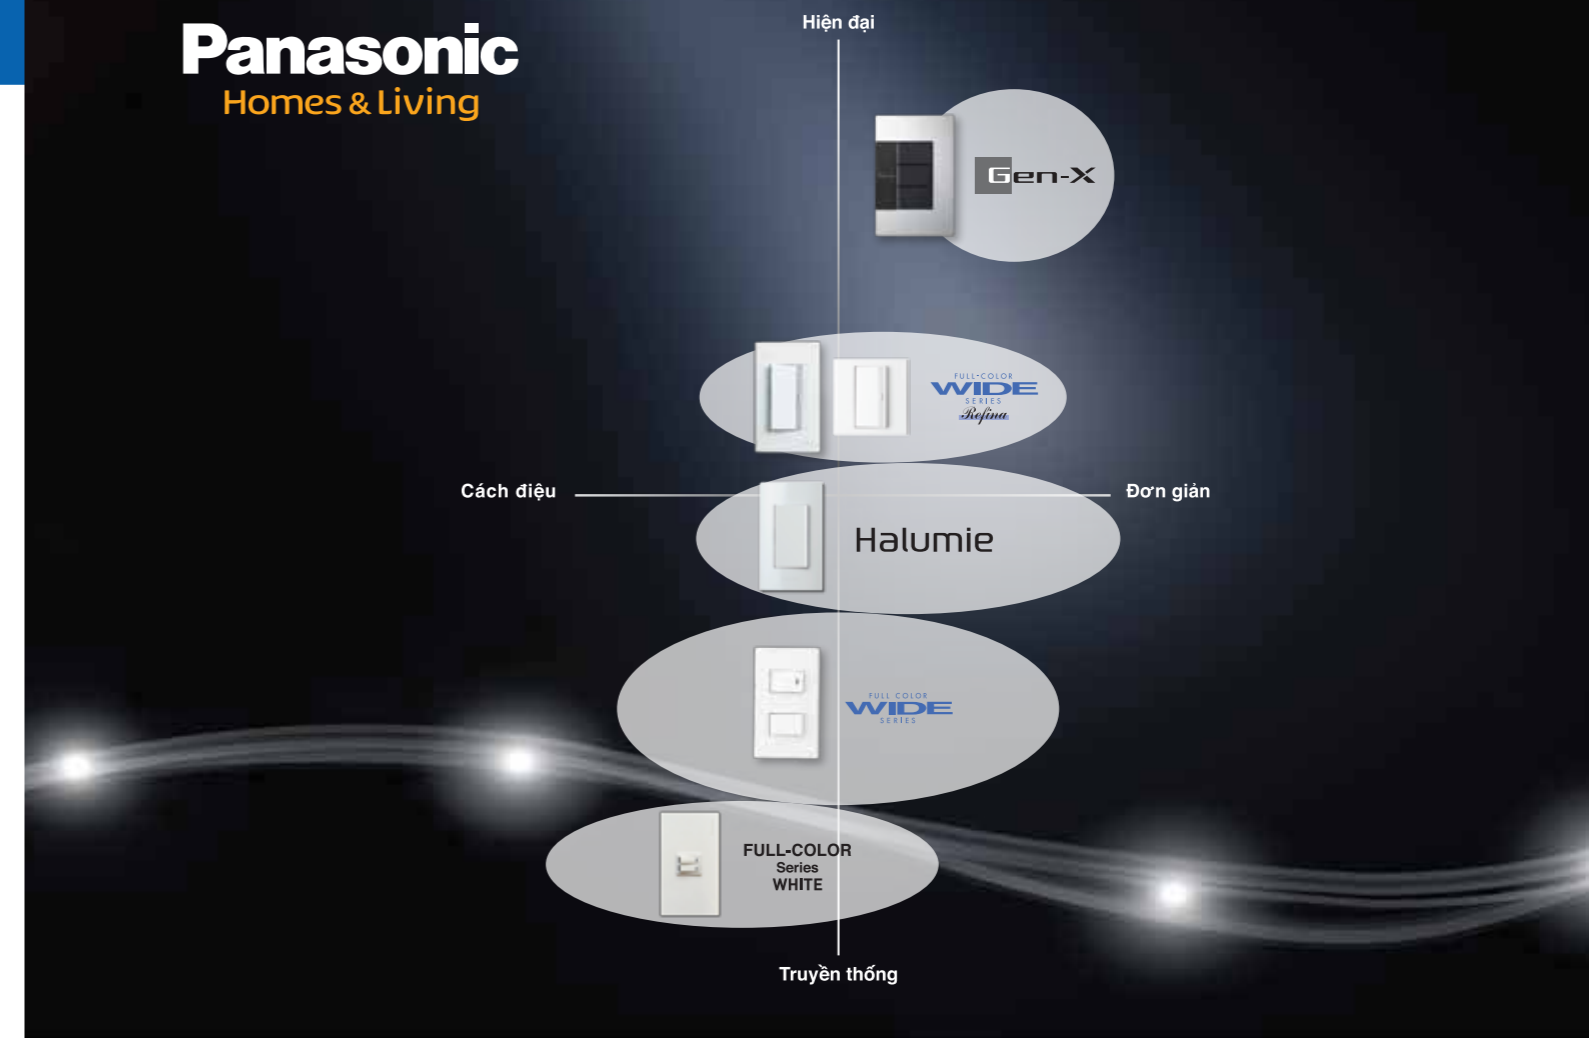 Panasonic
Homes & Living
Hiện đại
Gen-X
FULL-COLOR
WIDE
SERIES
Refina
Cách điệu
Đơn giản
Halumie
FULL COLOR
WIDE
SERIES
FULL-COLOR
Series
WHITE
Truyền thống